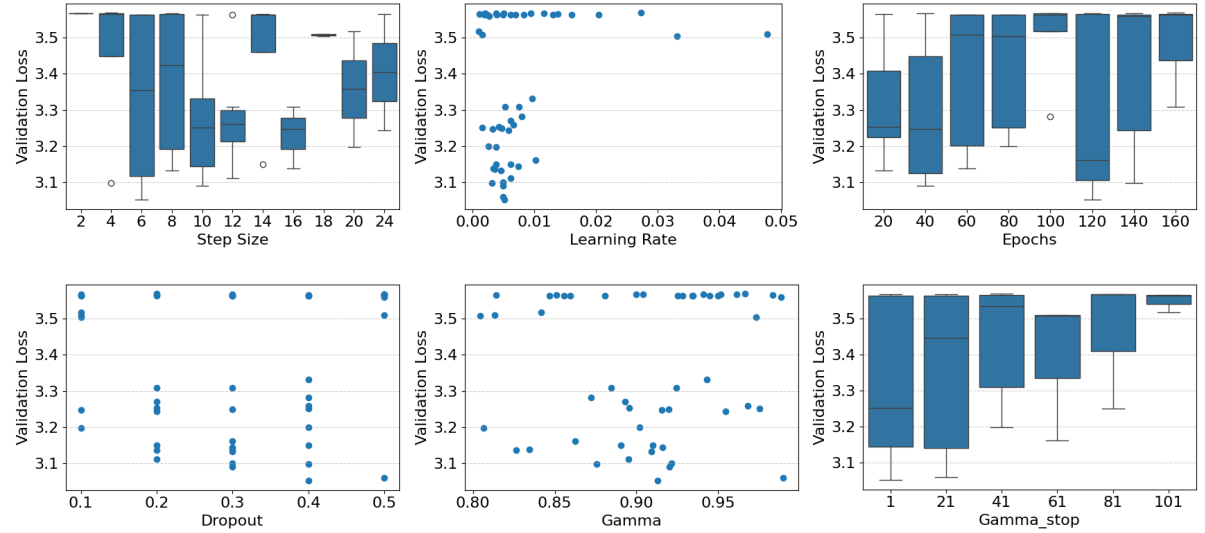 Validation Loss
3.5
3.4
3.3
3.2
3.1
2 4 6 8 10 12 14 16 18 20 24
Step Size
Validation Loss
3.5
3.4
3.3
3.2
3.1
0.00 0.01 0.02 0.03 0.04 0.05
Learning Rate
Validation Loss
3.5
3.4
3.3
3.2
3.1
20 40 60 80 100 120 140 160
Epochs
Validation Loss
3.5
3.4
3.3
3.2
3.1
0.1 0.2 0.3 0.4 0.5
Dropout
Validation Loss
3.5
3.4
3.3
3.2
3.1
0.80 0.85 0.90 0.95
Gamma
Validation Loss
3.5
3.4
3.3
3.2
3.1
1 21 41 61 81 101
Gamma_stop